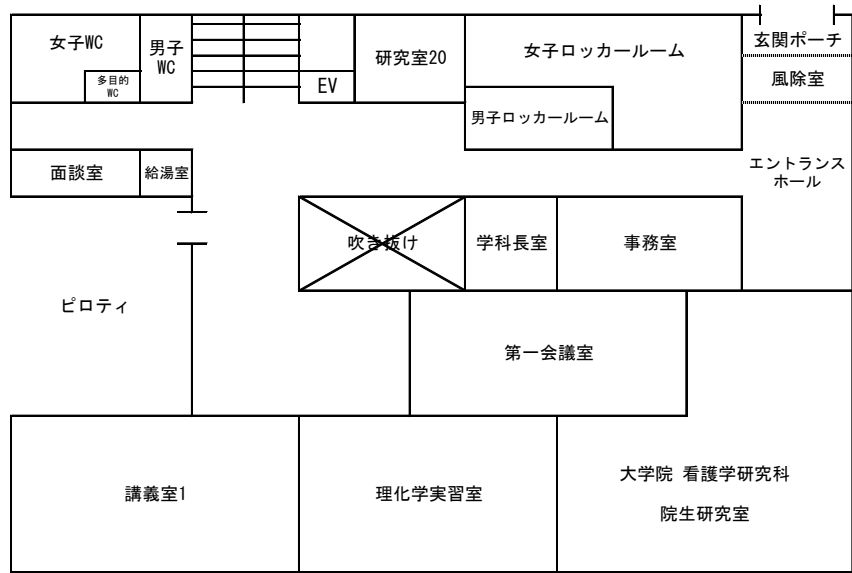 女子WC
男子
WC
多目的
WC
EV
研究室20
女子ロッカールーム
男子ロッカールーム
玄関ポーチ
風除室
エントランス
ホール
面談室
給湯室
吹き抜け
学科長室
事務室
ピロティ
第一会議室
講義室1
理化学実習室
大学院 看護学研究科
院生研究室